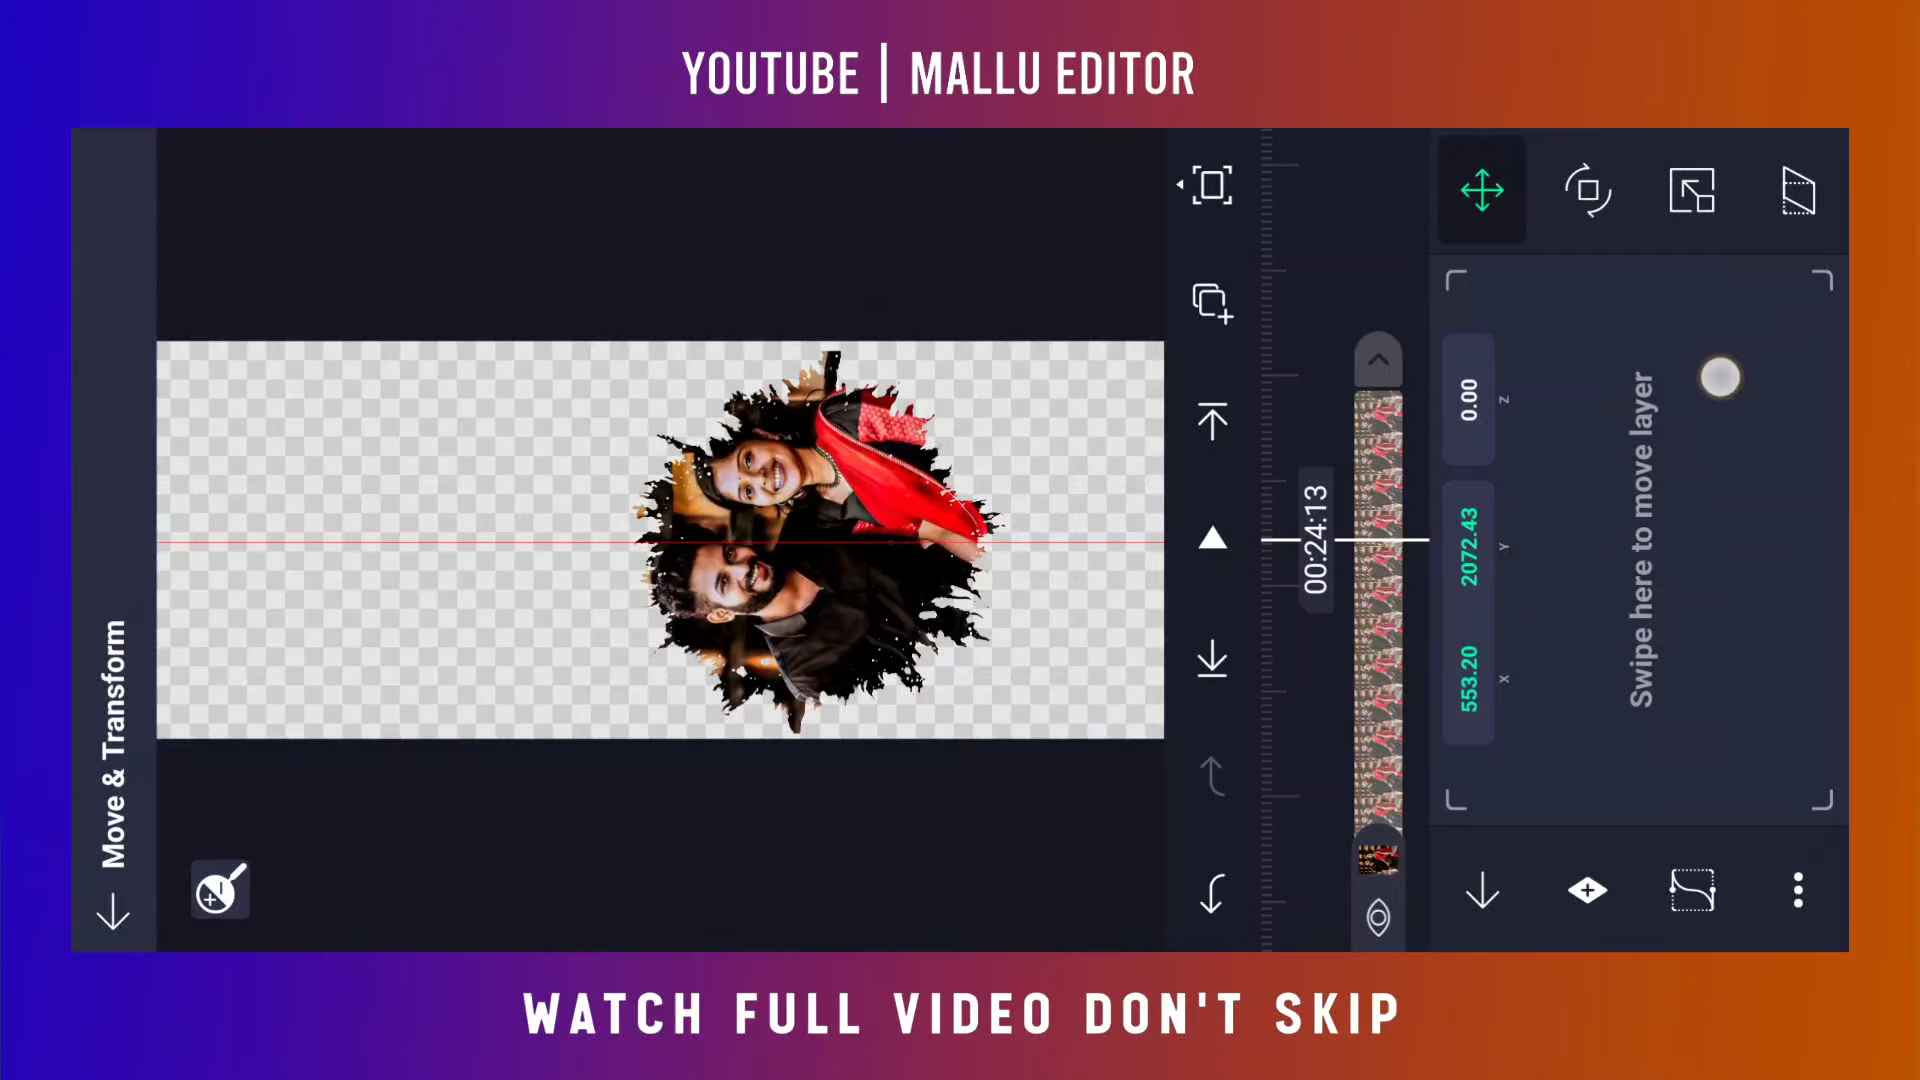 YOUTUBE | MALLU EDITOR
Move & Transform
00:24:13
553.20
X
2072.43
Y
0.00
Z
Swipe here to move layer
WATCH FULL VIDEO DON'T SKIP